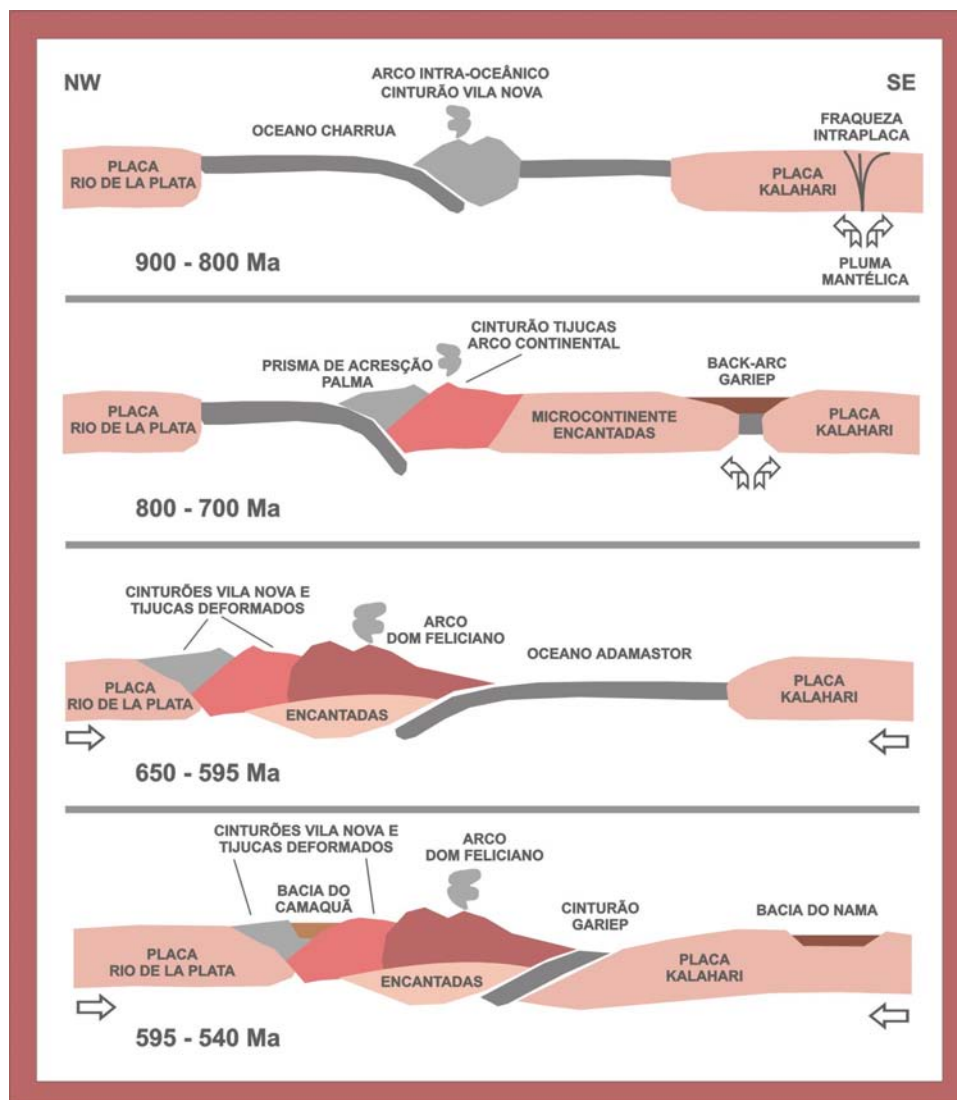 NW
SE
ARCO INTRA-OCEÂNICO
CINTURÃO VILA NOVA
OCEANO CHARRUA
FRAQUEZA
INTRAPLACA
PLACA
RIO DE LA PLATA
PLACA
KALAHARI
PLUMA
MANTÉLICA
900 - 800 Ma
CINTURÃO TIJUCAS
ARCO CONTINENTAL
PRISMA DE ACRESÇÃO
PALMA
BACK-ARC
GARIEP
PLACA
RIO DE LA PLATA
MICROCONTINENTE
ENCANTADAS
PLACA
KALAHARI
800 - 700 Ma
CINTURÕES VILA NOVA E
TIJUCAS DEFORMADOS
ARCO
DOM FELICIANO
OCEANO ADAMASTOR
PLACA
RIO DE LA PLATA
ENCANTADAS
PLACA
KALAHARI
650 - 595 Ma
CINTURÕES VILA NOVA E
TIJUCAS DEFORMADOS
ARCO
DOM FELICIANO
BACIA DO
CAMAQUÃ
CINTURÃO
GARIEP
BACIA DO NAMA
PLACA
RIO DE LA PLATA
ENCANTADAS
PLACA
KALAHARI
595 - 540 Ma